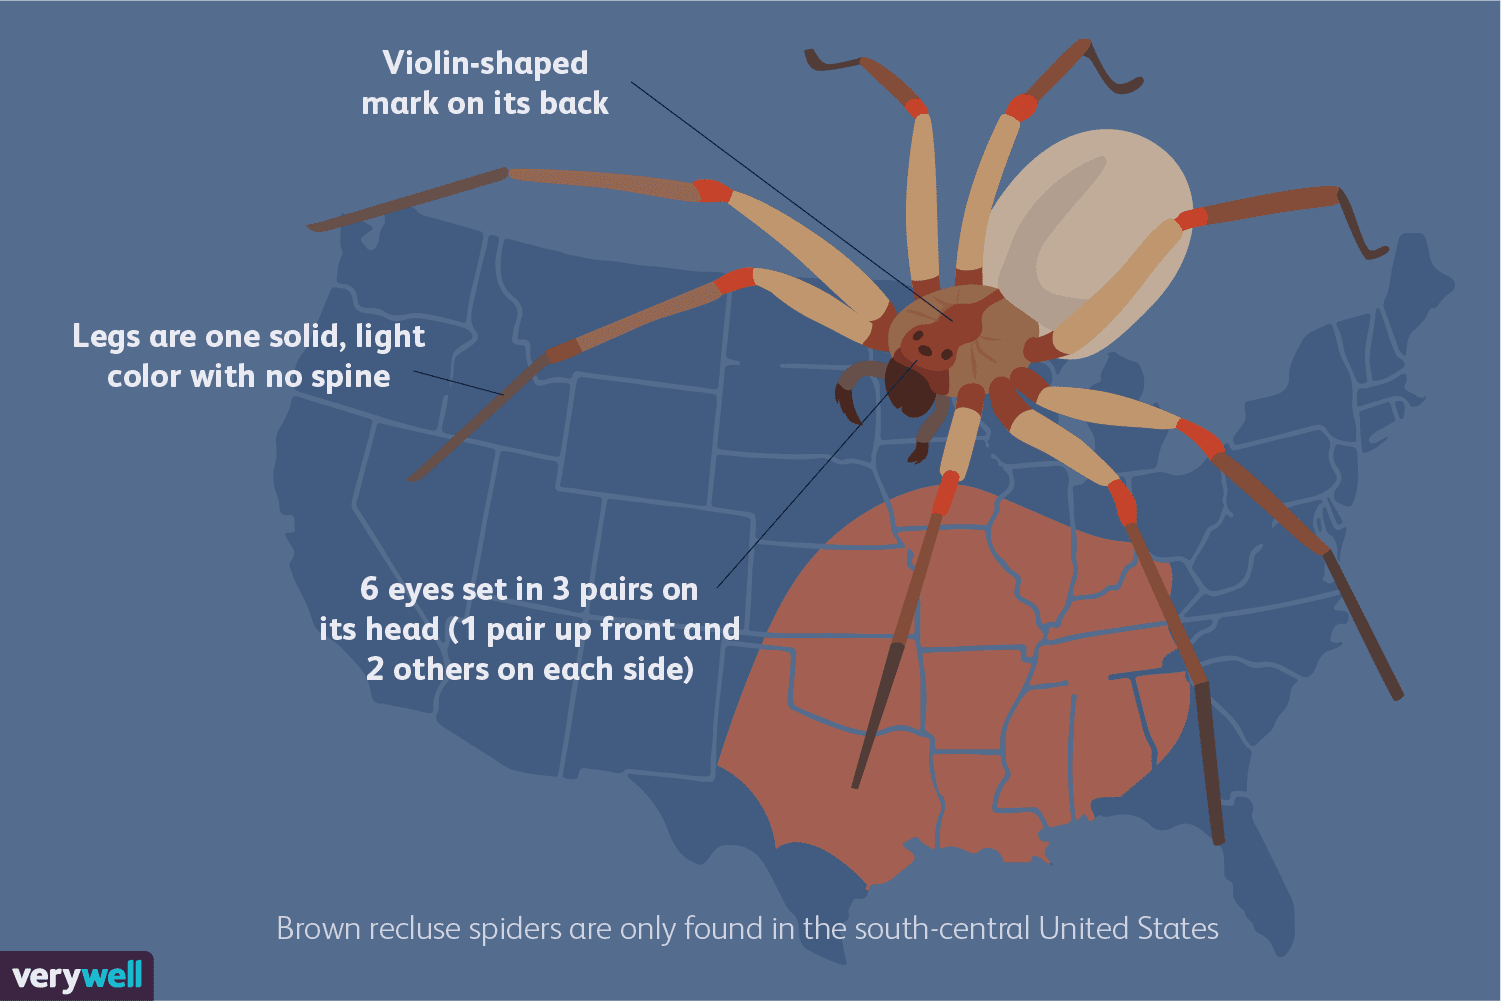 Violin-shaped
mark on its back
Legs are one solid, light
color with no spine
6 eyes set in 3 pairs on
its head (1 pair up front and
2 others on each side)
Brown recluse spiders are only found in the south-central United States
verywell